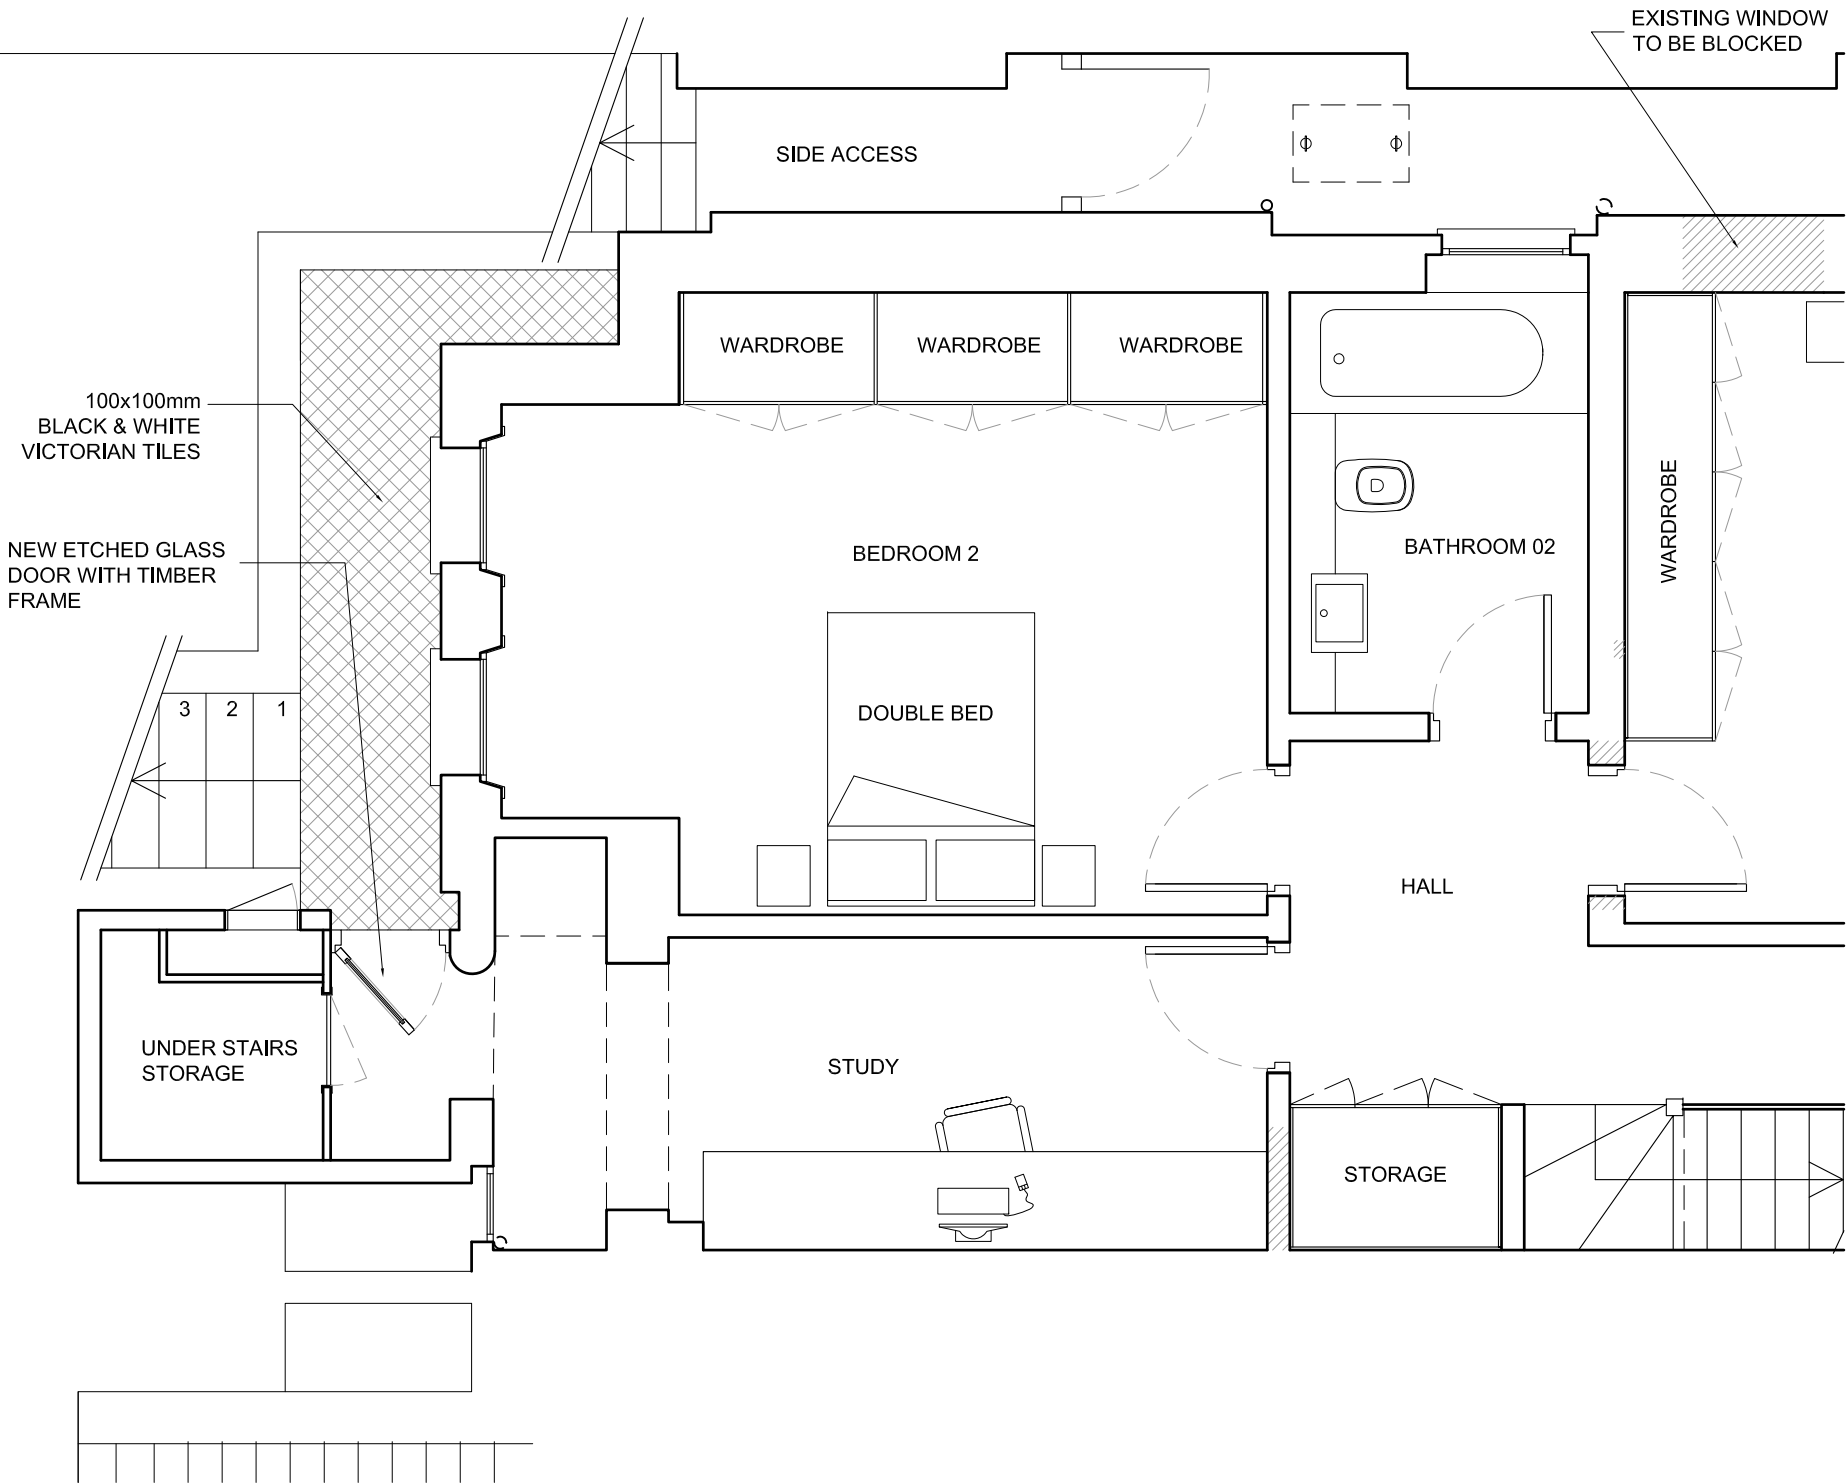 EXISTING WINDOW
TO BE BLOCKED
SIDE ACCESS
WARDROBE
WARDROBE
WARDROBE
100x100mm
BLACK & WHITE
VICTORIAN TILES
WARDROBE
NEW ETCHED GLASS
DOOR WITH TIMBER
FRAME
BEDROOM 2
BATHROOM 02
3 2 1
DOUBLE BED
HALL
UNDER STAIRS
STORAGE
STUDY
STORAGE